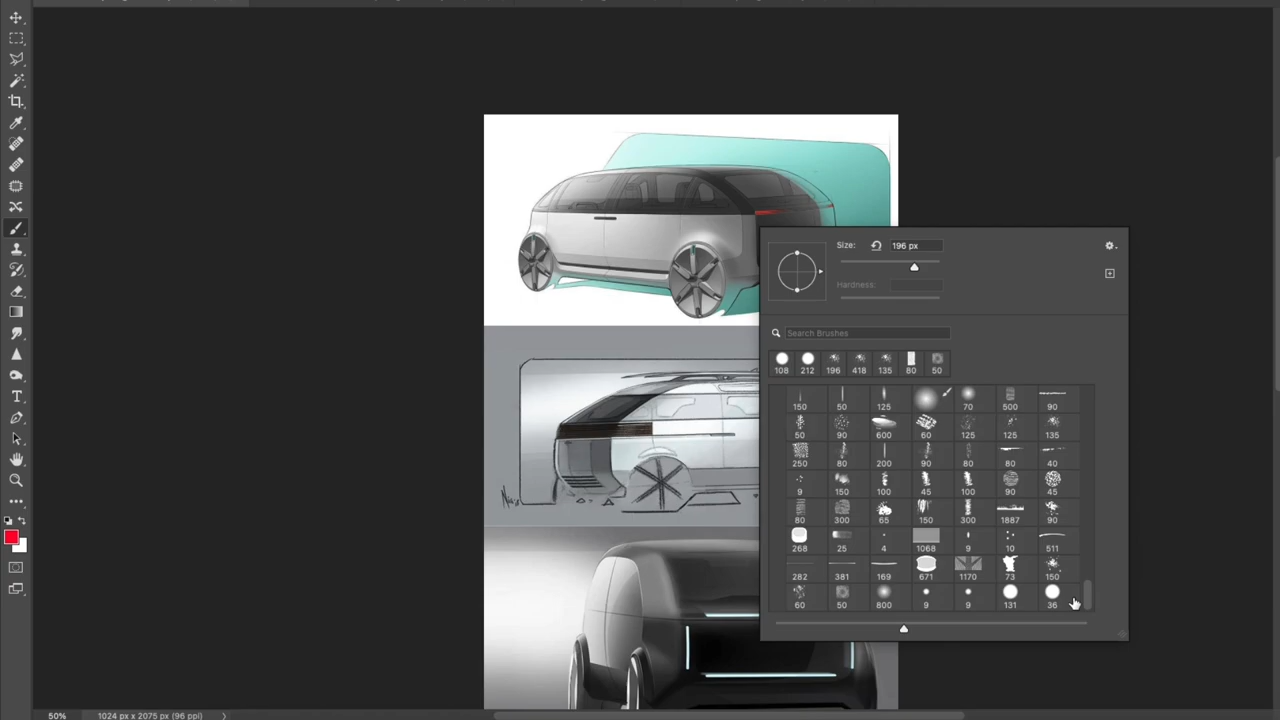 Size: 196 px
Hardness:
Search Brushes
108 212 196 418 135 80 50
150 50 125 70 500 90
50 90 600 60 125 125 135
250 80 200 90 80 80 40
9 150 100 45 100 90 45
80 300 65 150 300 1887 90
268 25 4 1068 9 10 511
282 381 169 671 1170 73 150
60 50 800 9 9 131 36
50% 1024 px x 2075 px (96 ppi)